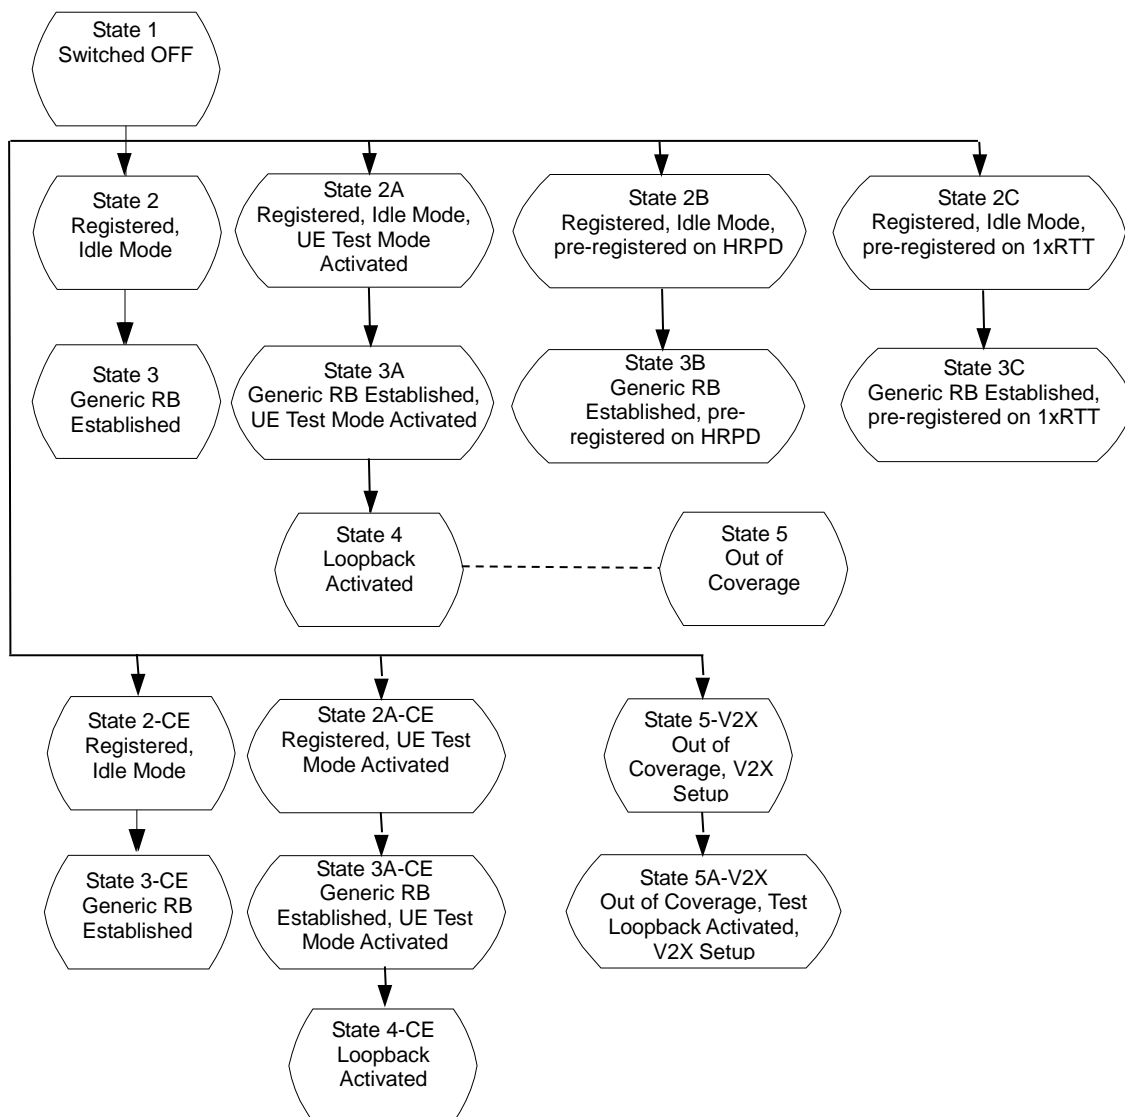 State 1
Switched OFF
State 2
Registered,
Idle Mode
State 2A
Registered, Idle Mode,
UE Test Mode
Activated
State 2B
Registered, Idle Mode,
pre-registered on HRPD
State 2C
Registered, Idle Mode,
pre-registered on 1xRTT
State 3
Generic RB
Established
State 3A
Generic RB Established,
UE Test Mode Activated
State 3B
Generic RB
Established, pre-
registered on HRPD
State 3C
Generic RB Established,
pre-registered on 1xRTT
State 4
Loopback
Activated
State 5
Out of
Coverage
State 2-CE
Registered,
Idle Mode
State 2A-CE
Registered, UE Test
Mode Activated
State 5-V2X
Out of
Coverage, V2X
Setup
State 3-CE
Generic RB
Established
State 3A-CE
Generic RB
Established, UE Test
Mode Activated
State 5A-V2X
Out of Coverage, Test
Loopback Activated,
V2X Setup
State 4-CE
Loopback
Activated